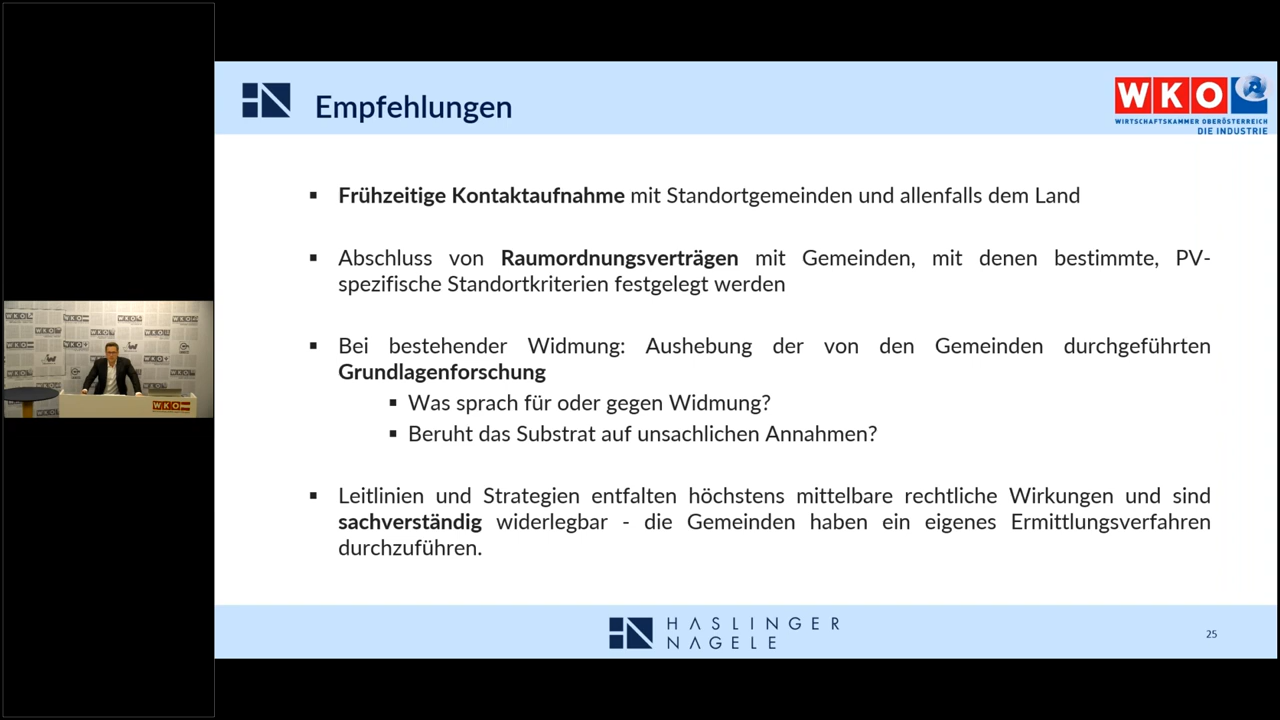 Empfehlungen
WKO
WIRTSCHAFTSKAMMER OBERÖSTERREICH
DIE INDUSTRIE
▪ Frühzeitige Kontaktaufnahme mit Standortgemeinden und allenfalls dem Land
▪ Abschluss von Raumordnungsverträgen mit Gemeinden, mit denen bestimmte, PV-
spezifische Standortkriterien festgelegt werden
▪ Bei bestehender Widmung: Aushebung der von den Gemeinden durchgeführten
Grundlagenforschung
▪ Was sprach für oder gegen Widmung?
▪ Beruht das Substrat auf unsachlichen Annahmen?
▪ Leitlinien und Strategien entfalten höchstens mittelbare rechtliche Wirkungen und sind
sachverständig widerlegbar - die Gemeinden haben ein eigenes Ermittlungsverfahren
durchzuführen.
WKO
HASLINGER
NAGELE
25